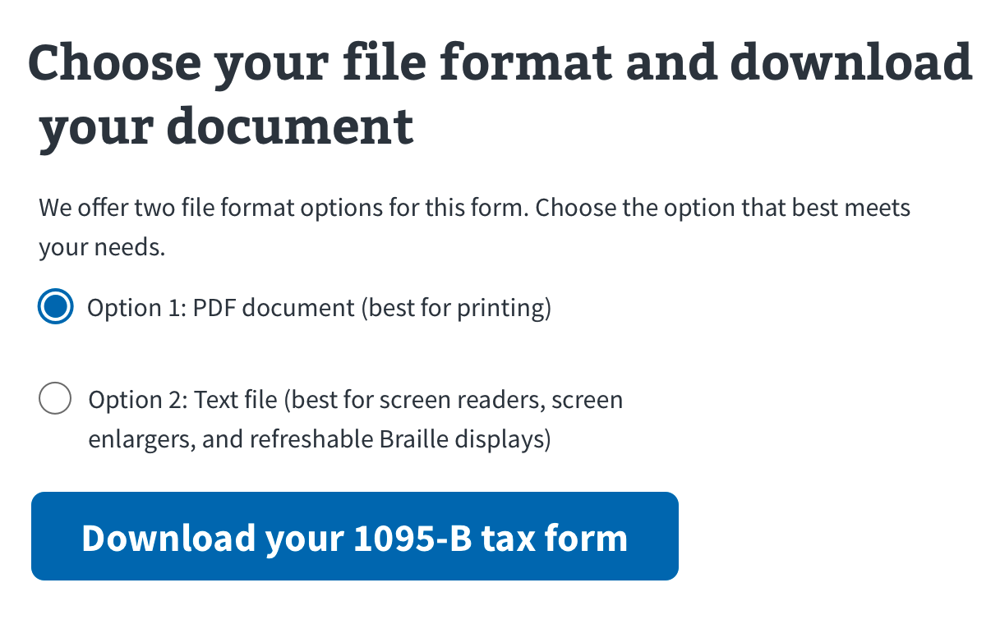 Choose your file format and download
your document
We offer two file format options for this form. Choose the option that best meets
your needs.
Option 1: PDF document (best for printing)
Option 2: Text file (best for screen readers, screen
enlargers, and refreshable Braille displays)
Download your 1095-B tax form